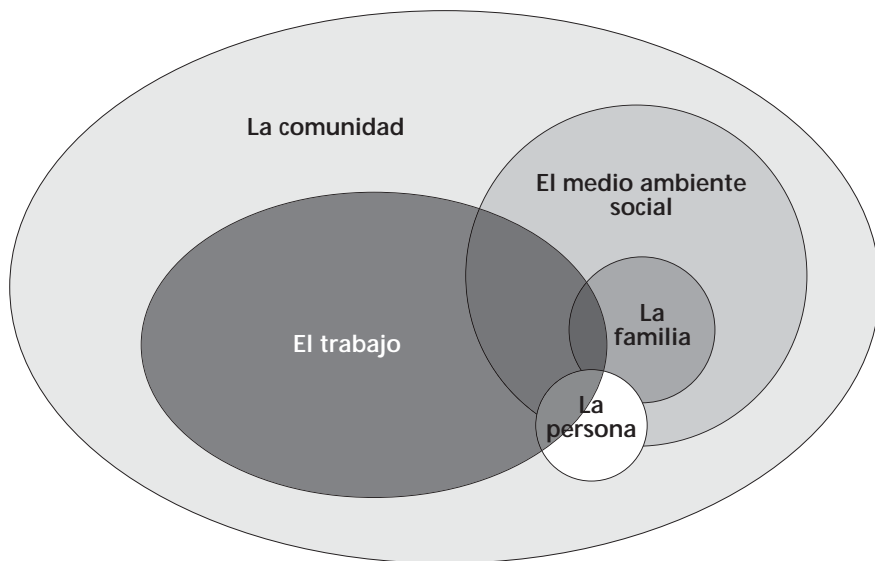 La comunidad
El medio ambiente
social
La
familia
El trabajo
La
persona